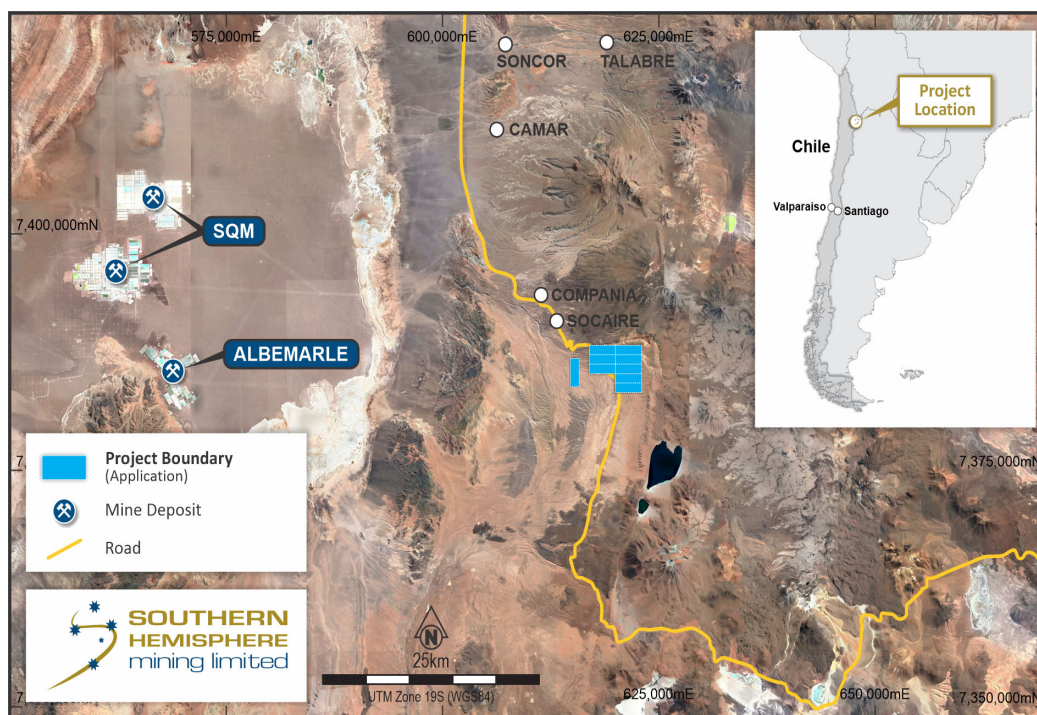 575,000mE
600,000mE
625,000mE
SONCOR
TALABRE
CAMAR
Project
Location
Chile
Valparaiso
Santiago
7,400,000mN
SQM
COMPANIA
SOCAIRE
ALBEMARLE
Project Boundary
(Application)
Mine Deposit
Road
7,375,000mN
SOUTHERN
HEMISPHERE
mining limited
N
25km
UTM Zone 19S (WGS84)
625,000mE
650,000mE
7,350,000mN